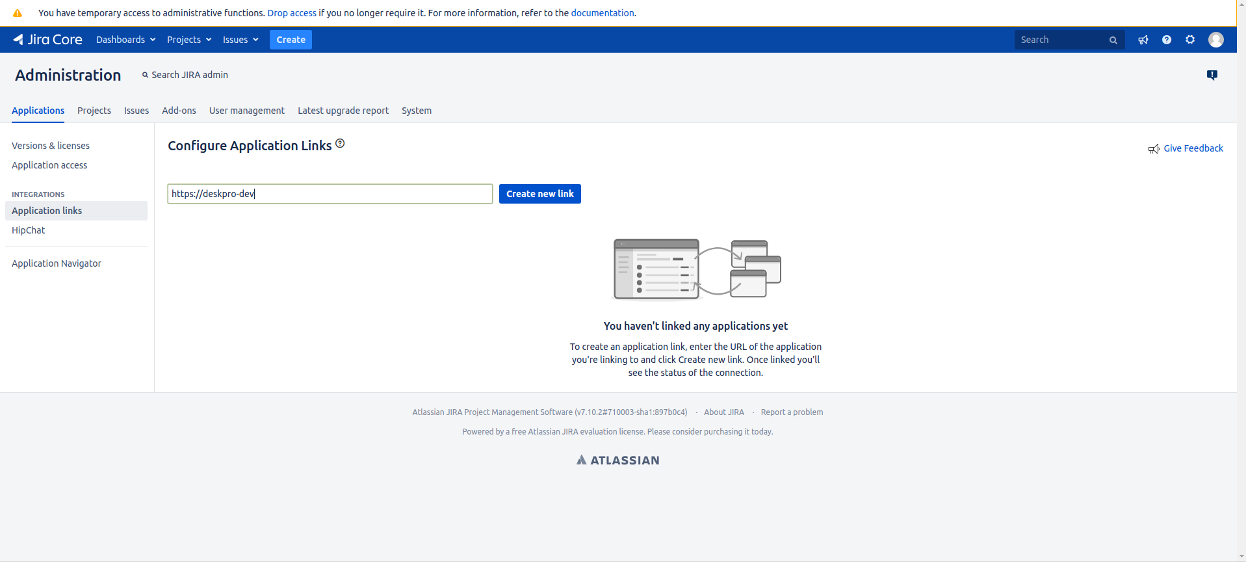 You have temporary access to administrative functions. Drop access if you no longer require it. For more information, refer to the documentation.
Jira Core Dashboards Projects Issues Create Search
Administration Search JIRA admin
Applications Projects Issues Add-ons User management Latest upgrade report System
Versions & licenses
Application access
INTEGRATIONS
Application links
HipChat
Application Navigator
Configure Application Links
Give Feedback
https://deskpro-dev Create new link
You haven't linked any applications yet
To create an application link, enter the URL of the application
you're linking to and click Create new link. Once linked you'll
see the status of the connection.
Atlassian JIRA Project Management Software (v7.10.2#710003-sha1:897b0c4) · About JIRA · Report a problem
Powered by a free Atlassian JIRA evaluation license. Please consider purchasing it today.
ATLASSIAN